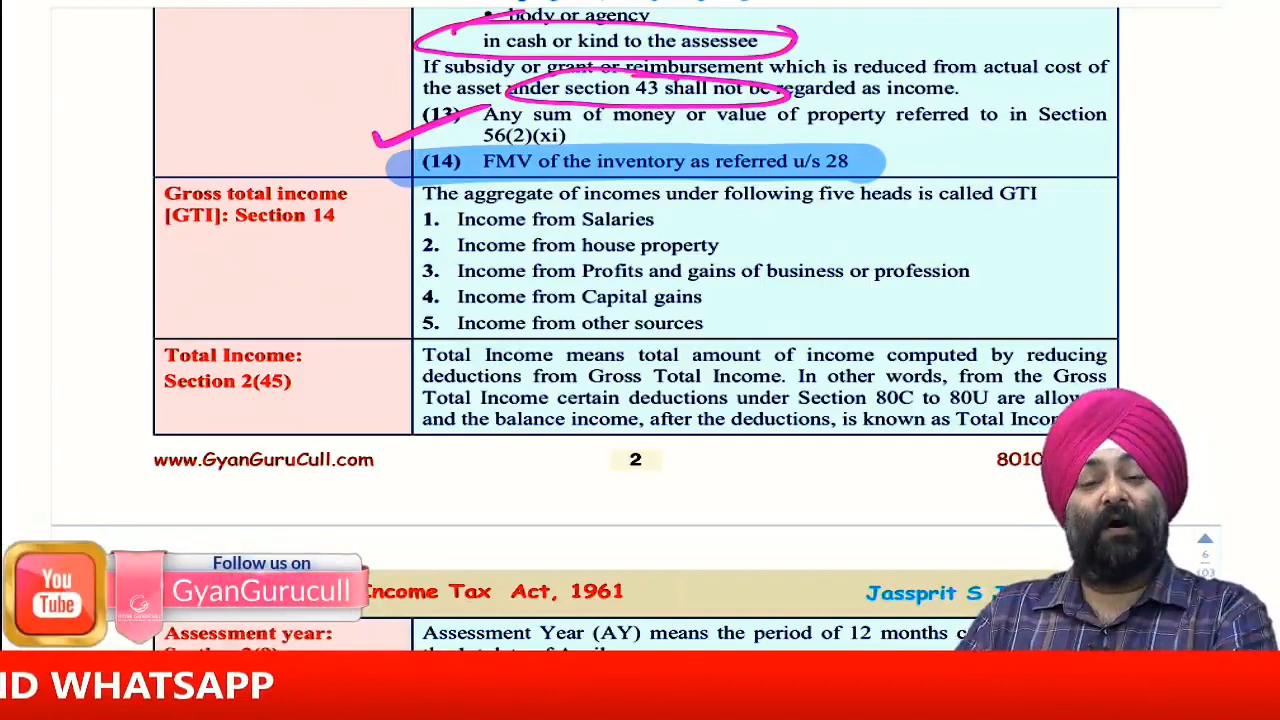 • body or agency
in cash or kind to the assessee
If subsidy or grant or reimbursement which is reduced from actual cost of
the asset under section 43 shall not be regarded as income.
(13) Any sum of money or value of property referred to in Section
56(2)(xi)
(14) FMV of the inventory as referred u/s 28
Gross total income
[GTI]: Section 14
The aggregate of incomes under following five heads is called GTI
1. Income from Salaries
2. Income from house property
3. Income from Profits and gains of business or profession
4. Income from Capital gains
5. Income from other sources
Total Income:
Section 2(45)
Total Income means total amount of income computed by reducing
deductions from Gross Total Income. In other words, from the Gross
Total Income certain deductions under Section 80C to 80U are allow
and the balance income, after the deductions, is known as Total Incom
www.GyanGuruCull.com
2
8010
6
You
Tube
Follow us on
GyanGurucull
Income Tax Act, 1961
Jassprit S J
Assessment year:
Assessment Year (AY) means the period of 12 months c
ND WHATSAPP